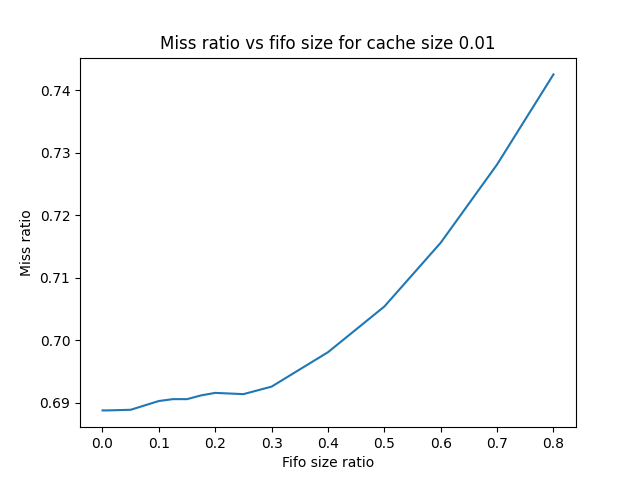 Miss ratio vs fifo size for cache size 0.01
0.74
0.73
0.72
0.71
0.70
0.69
Miss ratio
0.0 0.1 0.2 0.3 0.4 0.5 0.6 0.7 0.8
Fifo size ratio